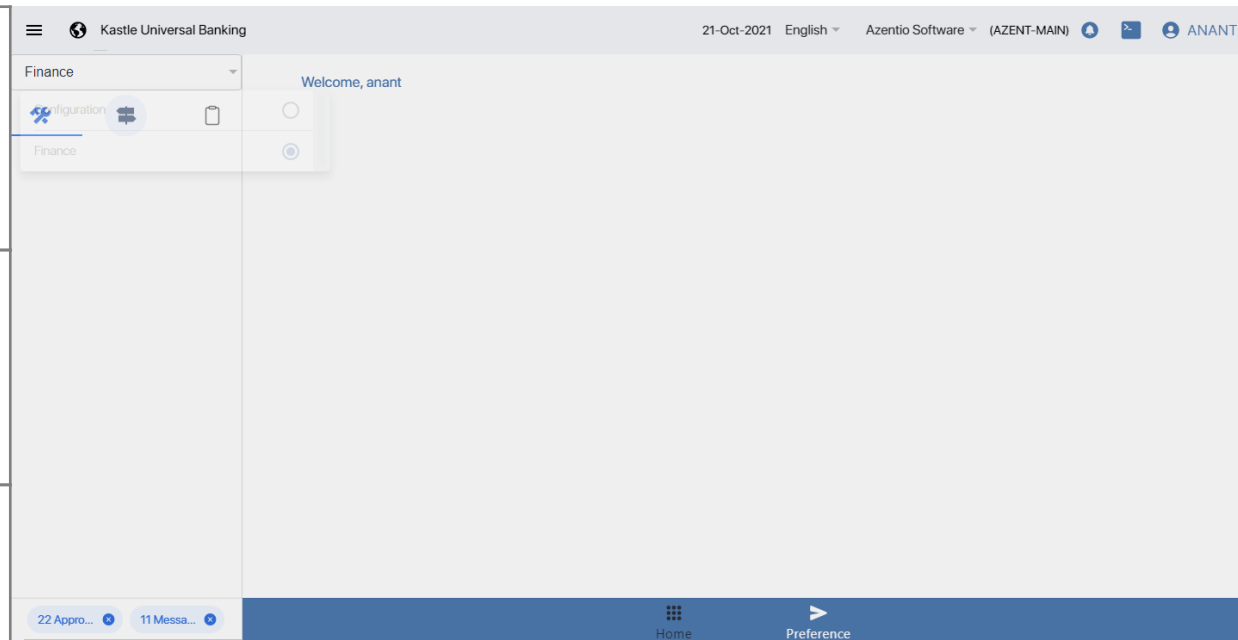 Kastle Universal Banking 21-Oct-2021 English Azentio Software (AZENT-MAIN) ANANT
Finance
Welcome, anant
Configuration
Finance
22 Appro... 11 Messa...
Home Preference